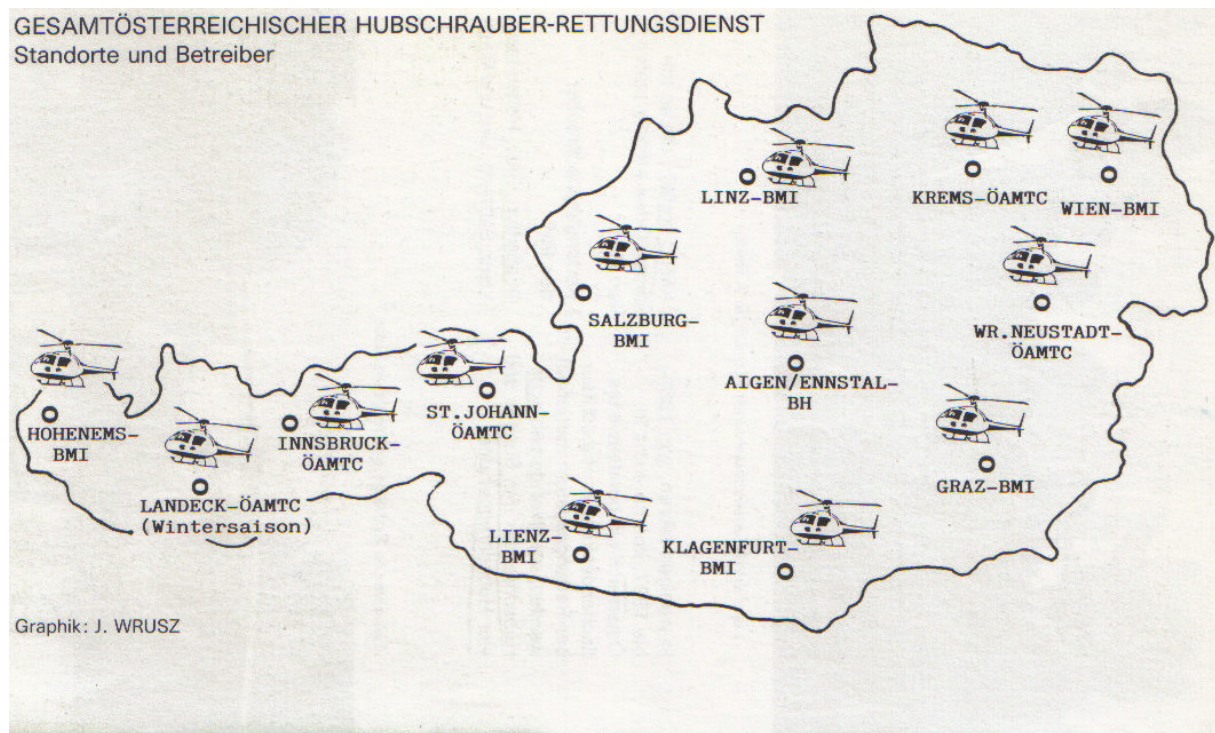 GESAMTÖSTERREICHISCHER HUBSCHRAUBER-RETTUNGSDIENST
Standorte und Betreiber
LINZ-BMI
KREMS-ÖAMTC
WIEN-BMI
SALZBURG-
BMI
WR.NEUSTADT-
ÖAMTC
AIGEN/ENNSTAL-
BH
HOHENEMS-
BMI
LANDECK-ÖAMTC
(Wintersaison)
INNSBRUCK-
ÖAMTC
ST.JOHANN-
ÖAMTC
GRAZ-BMI
LIENZ-
BMI
KLAGENFURT-
BMI
Graphik: J. WRUSZ